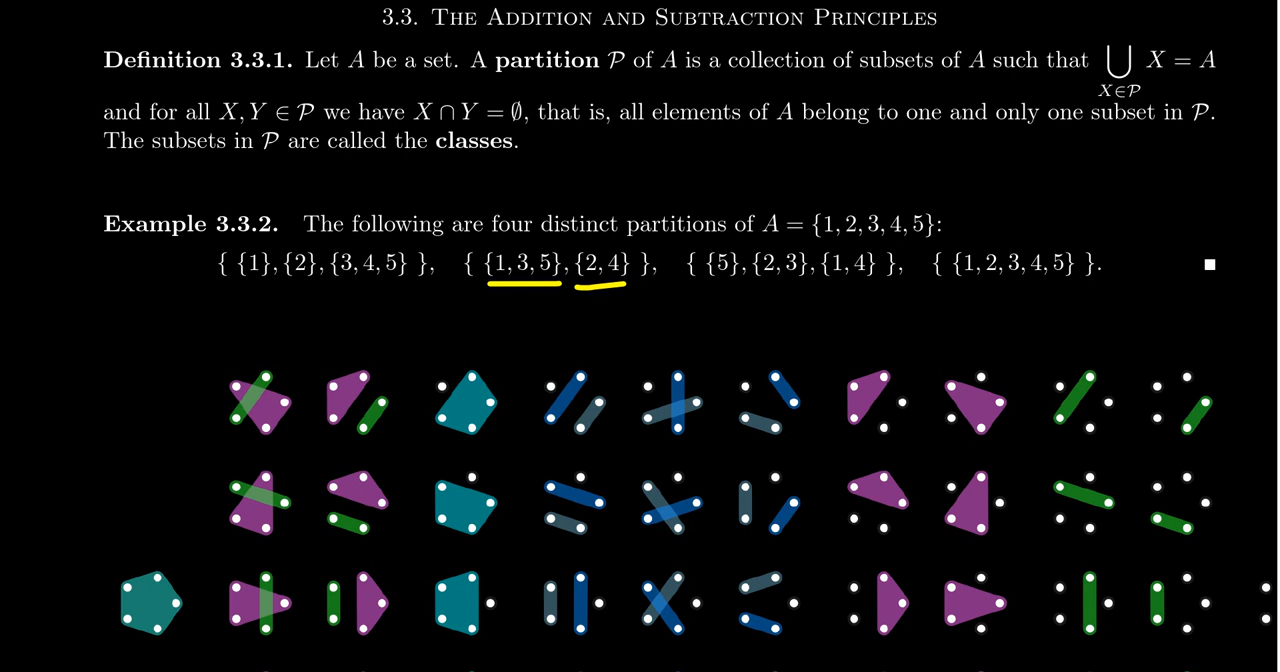 3.3. The Addition and Subtraction Principles
Definition 3.3.1. Let A be a set. A partition 𝒫 of A is a collection of subsets of A such that ⋃ X = A
X∈𝒫
and for all X, Y ∈ 𝒫 we have X ∩ Y = ∅, that is, all elements of A belong to one and only one subset in 𝒫.
The subsets in 𝒫 are called the classes.
Example 3.3.2. The following are four distinct partitions of A = {1, 2, 3, 4, 5}:
{ {1}, {2}, {3, 4, 5} }, { {1, 3, 5}, {2, 4} }, { {5}, {2, 3}, {1, 4} }, { {1, 2, 3, 4, 5} }. ■